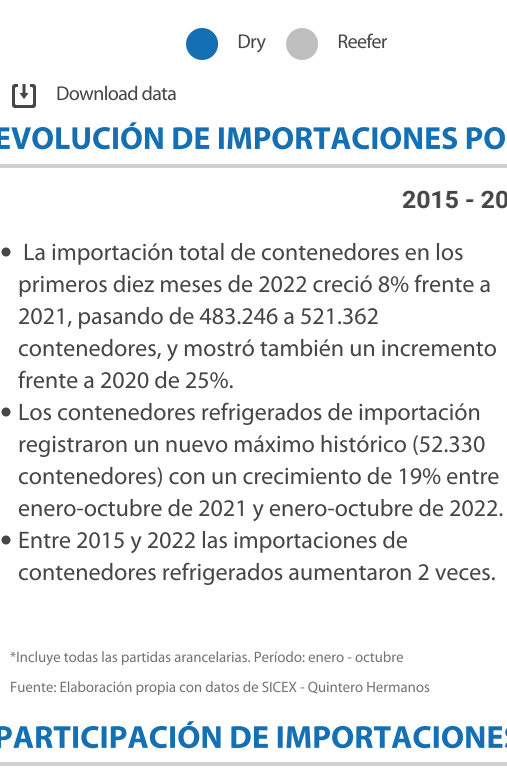 Dry Reefer
Download data
EVOLUCIÓN DE IMPORTACIONES PO
2015 - 20
• La importación total de contenedores en los
primeros diez meses de 2022 creció 8% frente a
2021, pasando de 483.246 a 521.362
contenedores, y mostró también un incremento
frente a 2020 de 25%.
• Los contenedores refrigerados de importación
registraron un nuevo máximo histórico (52.330
contenedores) con un crecimiento de 19% entre
enero-octubre de 2021 y enero-octubre de 2022.
• Entre 2015 y 2022 las importaciones de
contenedores refrigerados aumentaron 2 veces.
*Incluye todas las partidas arancelarias. Período: enero - octubre
Fuente: Elaboración propia con datos de SICEX - Quintero Hermanos
PARTICIPACIÓN DE IMPORTACIONES